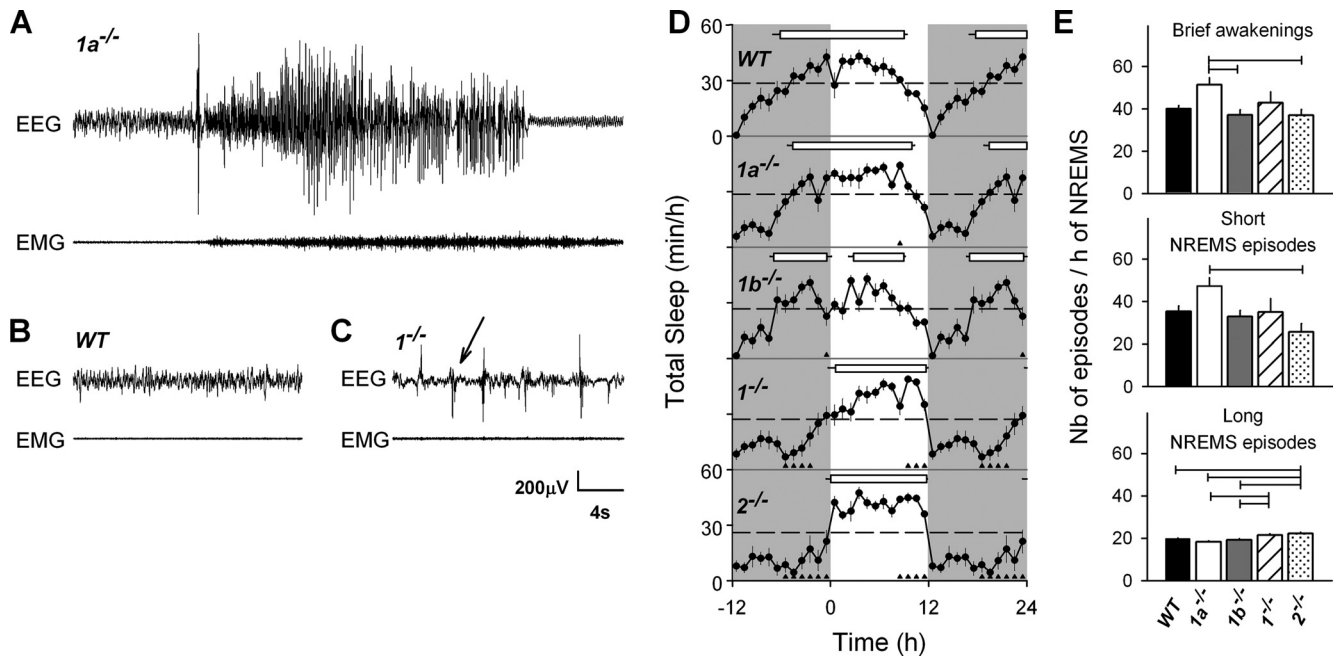 A
1a-/-
EEG
EMG
B
WT
EEG
EMG
C
1-/-
EEG
EMG
200μV
4s
D
Total Sleep (min/h)
60
30
0
WT
1a-/-
1b-/-
1-/-
60
30
0
2-/-
-12 0 12 24
Time (h)
E
Nb of episodes / h of NREMS
Brief awakenings
60
40
20
0
Short
NREMS episodes
60
40
20
0
Long
NREMS episodes
60
40
20
0
WT 1a-/- 1b-/- 1-/- 2-/-